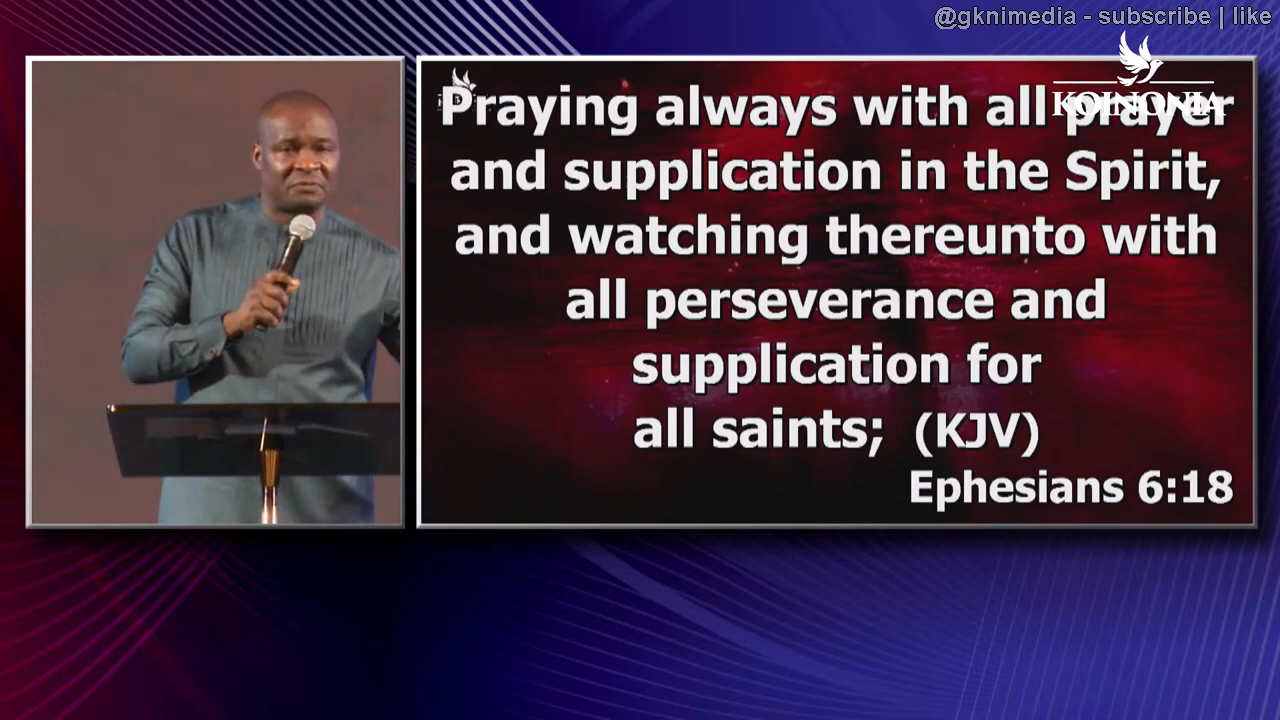 @gknimedia - subscribe | like
KOINONIA
Praying always with all prayer
and supplication in the Spirit,
and watching thereunto with
all perseverance and
supplication for
all saints; (KJV)
Ephesians 6:18